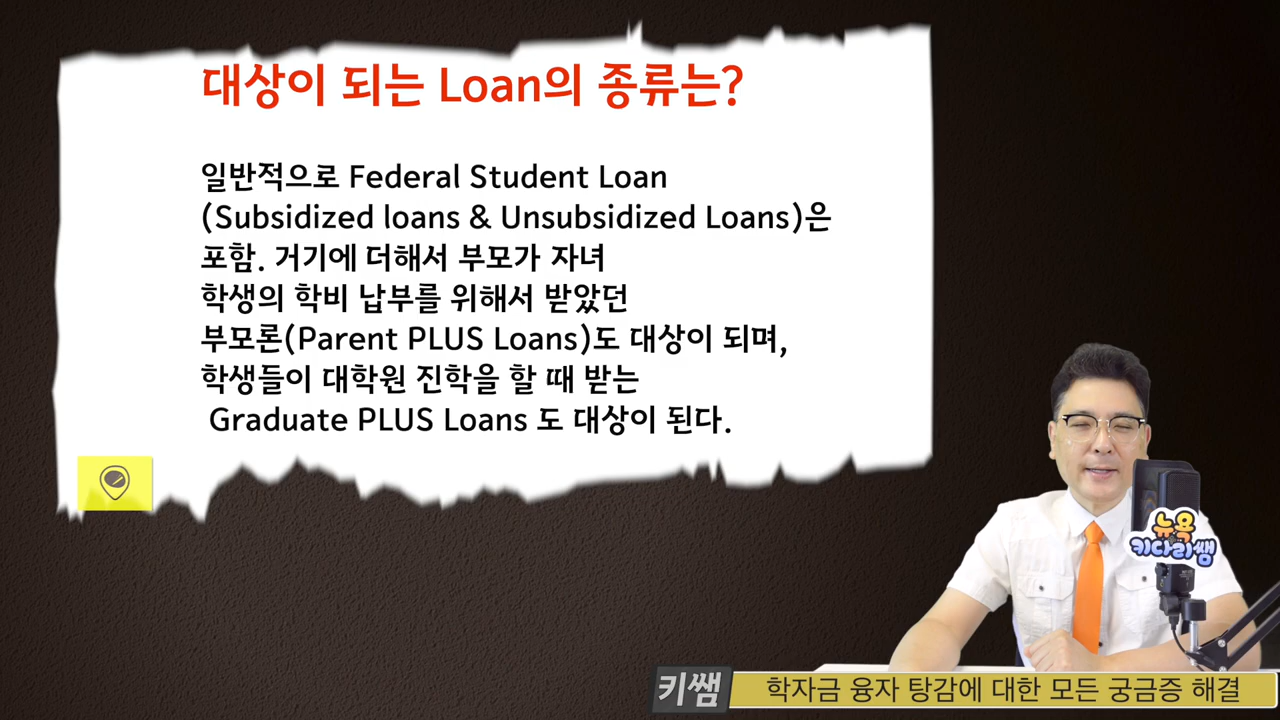 대상이 되는 Loan의 종류는?
일반적으로 Federal Student Loan
(Subsidized loans & Unsubsidized Loans)은
포함. 거기에 더해서 부모가 자녀
학생의 학비 납부를 위해서 받았던
부모론(Parent PLUS Loans)도 대상이 되며,
학생들이 대학원 진학을 할 때 받는
Graduate PLUS Loans 도 대상이 된다.
뉴욕
키다리쌤
키쌤 학자금 융자 탕감에 대한 모든 궁금증 해결